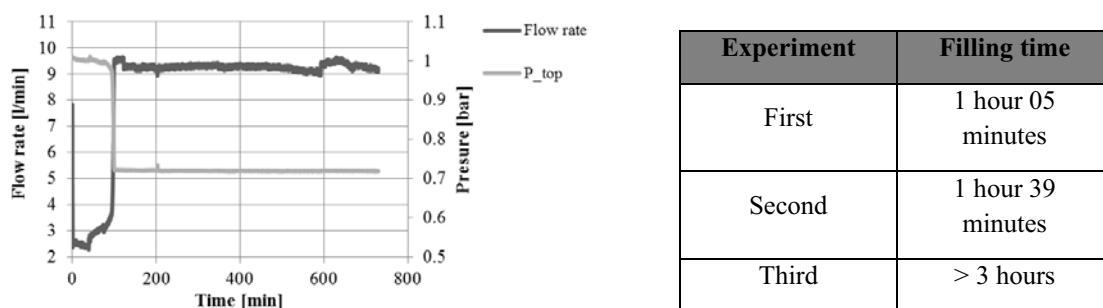 11
10
9
8
7
6
5
4
3
2
Flow rate [l/min]
1.1
1
0.9
0.8
0.7
0.6
0.5
Presure [bar]
0
200
400
600
800
Time [min]
Flow rate
P_top
Experiment Filling time
First 1 hour 05
minutes
Second 1 hour 39
minutes
Third > 3 hours